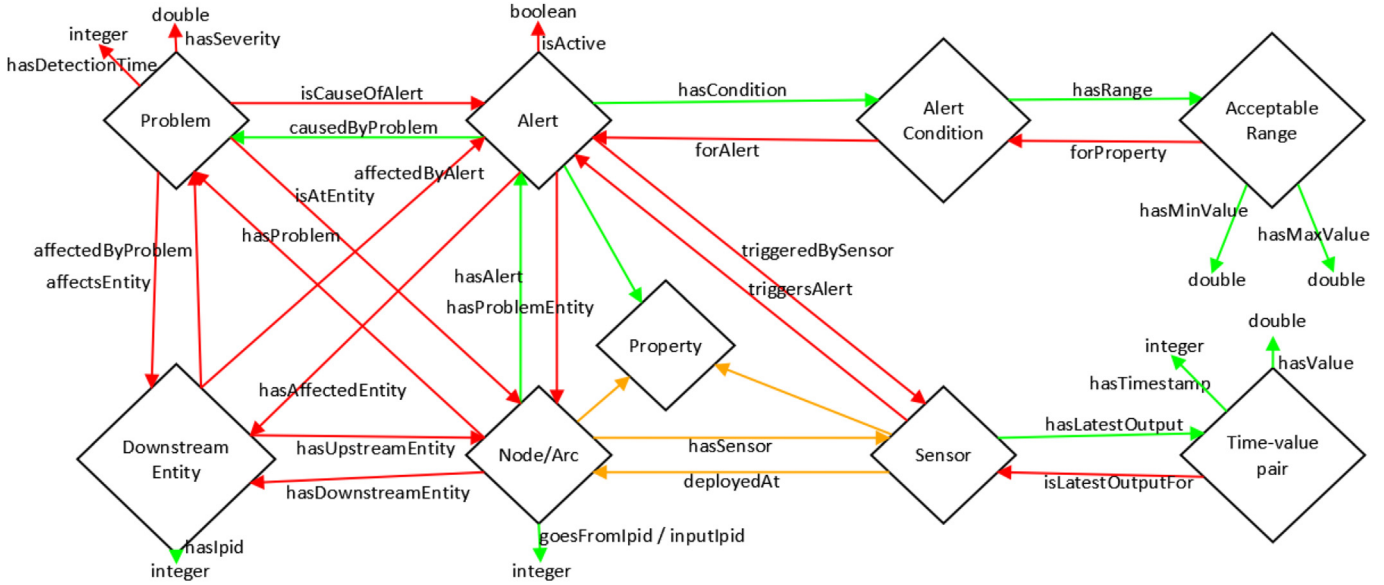 double
boolean
integer
hasSeverity
isActive
hasDetectionTime
isCauseOfAlert
hasCondition
hasRange
Problem
Alert
Alert
Condition
Acceptable
Range
causedByProblem
forAlert
forProperty
affectedByAlert
isAtEntity
hasMinValue
hasProblem
hasMaxValue
affectedByProblem
triggeredBySensor
affectsEntity
hasAlert
triggersAlert
double
double
hasProblemEntity
double
Property
integer
hasValue
hasTimestamp
hasAffectedEntity
hasLatestOutput
Downstream
Entity
hasUpstreamEntity
Node/Arc
hasSensor
Sensor
Time-value
pair
deployedAt
isLatestOutputFor
hasDownstreamEntity
goesFromIpid / inputIpid
hasIpid
integer
integer